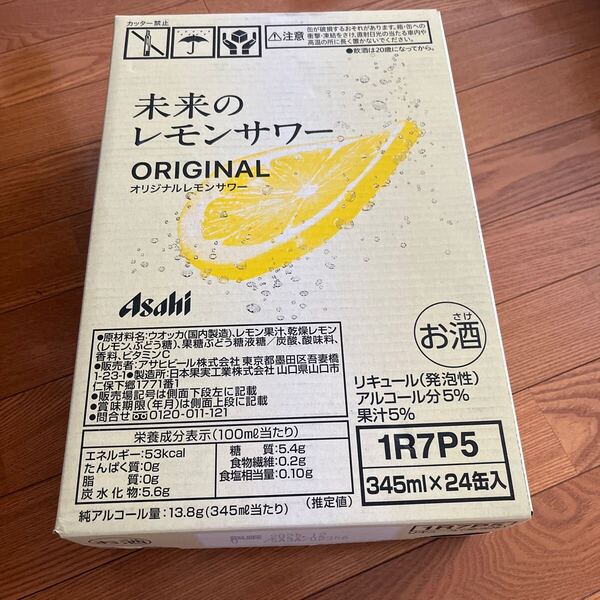 カッター禁止
⚠注意
缶が破損するおそれがあります。箱・缶への
衝撃・凍結をさけ、直射日光の当たる車内や
高温の所に長く置かないでください。
●飲酒は20歳になってから。
未来の
レモンサワー
ORIGINAL
オリジナルレモンサワー
Asahi
●原材料名:ウオッカ(国内製造)、レモン果汁、乾燥レモン
(レモン、ぶどう糖)、果糖ぶどう糖液糖/炭酸、酸味料、
香料、ビタミンC
●販売者:アサヒビール株式会社 東京都墨田区吾妻橋
1-23-1●製造所:日本果実工業株式会社 山口県山口市
仁保下郷1771番1
●販売場記号は側面下段左に記載
●賞味期限(年月)は側面上段に記載
●問合せ 0120-011-121
さけ
お酒
リキュール(発泡性)
アルコール分5%
果汁5%
栄養成分表示(100ml当たり)
エネルギー:53kcal
たんぱく質:0g
脂質:0g
炭水化物:5.6g
糖質:5.4g
食物繊維:0.2g
食塩相当量:0.10g
純アルコール量:13.8g(345ml当たり)
(推定値)
1R7P5
345ml×24缶入
お酒
1R7P5